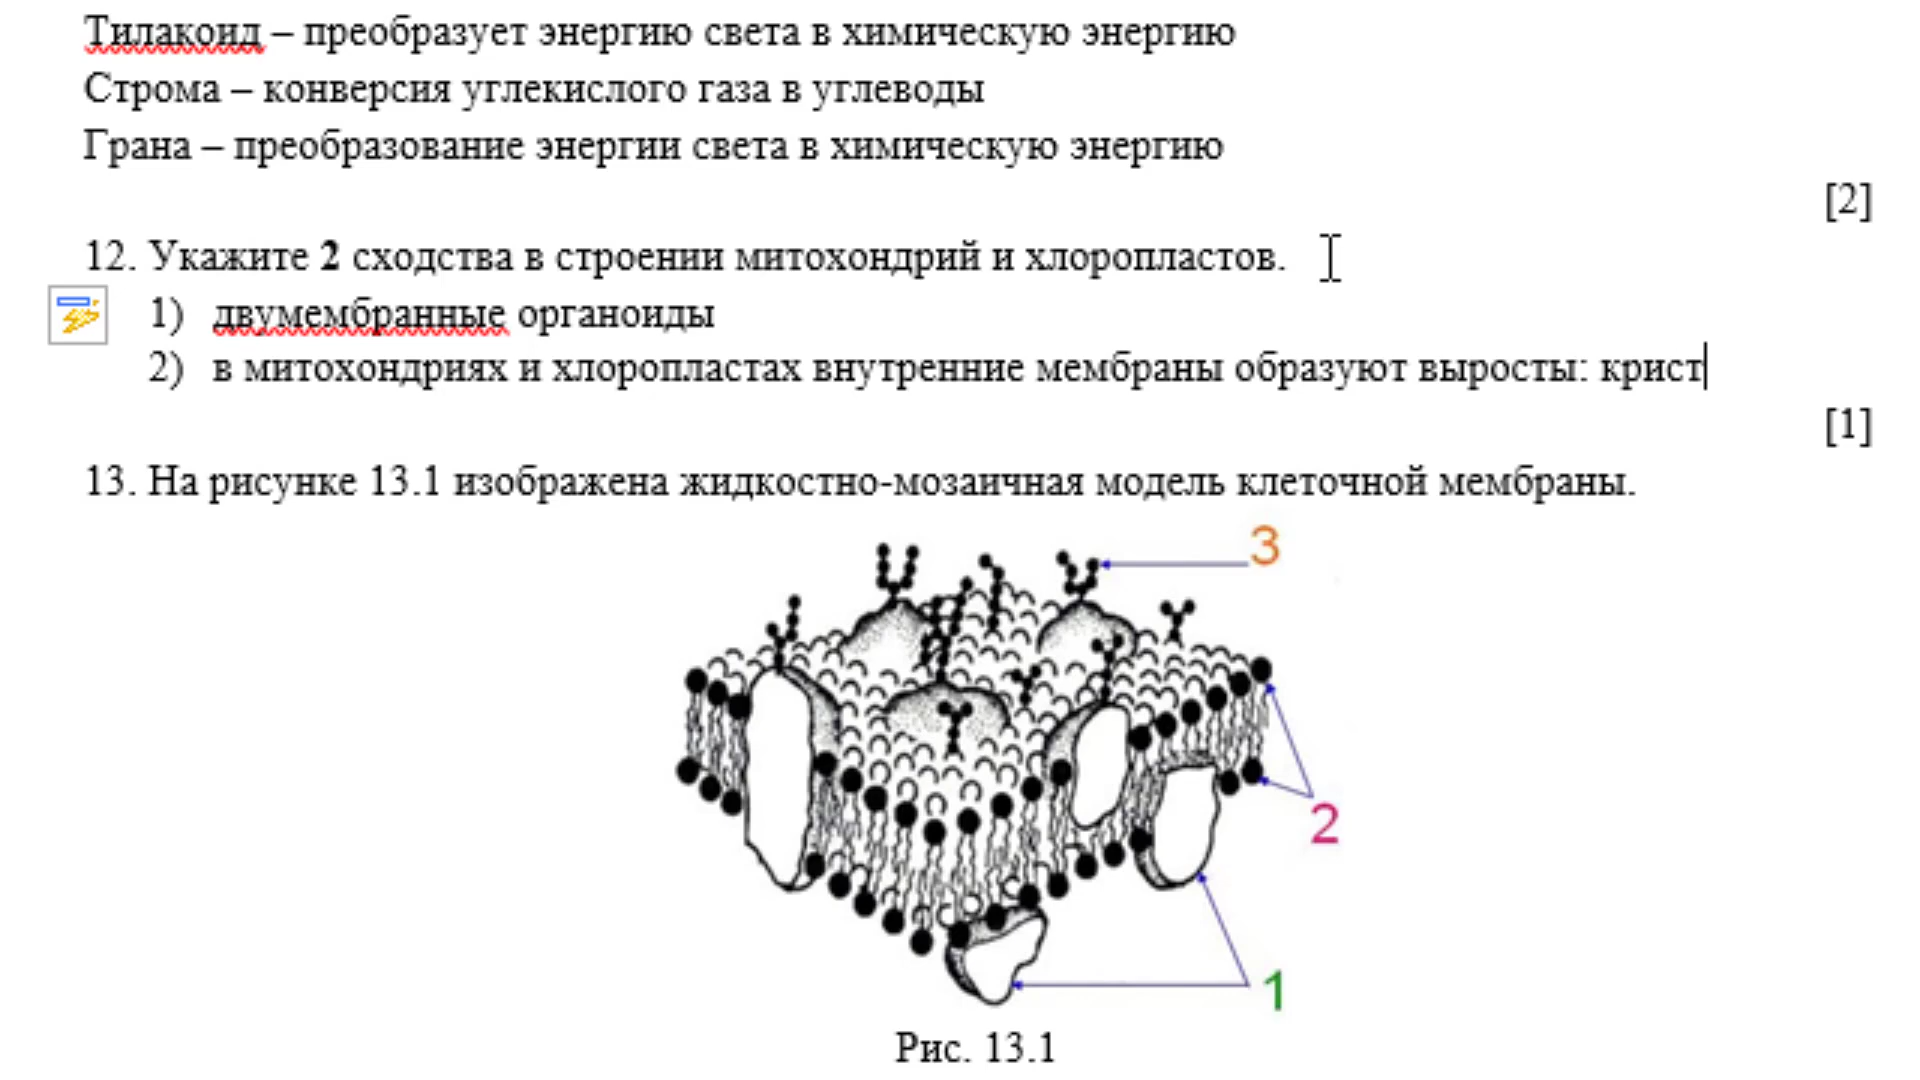 Тилакоид – преобразует энергию света в химическую энергию
Строма – конверсия углекислого газа в углеводы
Грана – преобразование энергии света в химическую энергию
[2]
12. Укажите 2 сходства в строении митохондрий и хлоропластов.
1) двумембранные органоиды
2) в митохондриях и хлоропластах внутренние мембраны образуют выросты: крист
[1]
13. На рисунке 13.1 изображена жидкостно-мозаичная модель клеточной мембраны.
3
2
1
Рис. 13.1